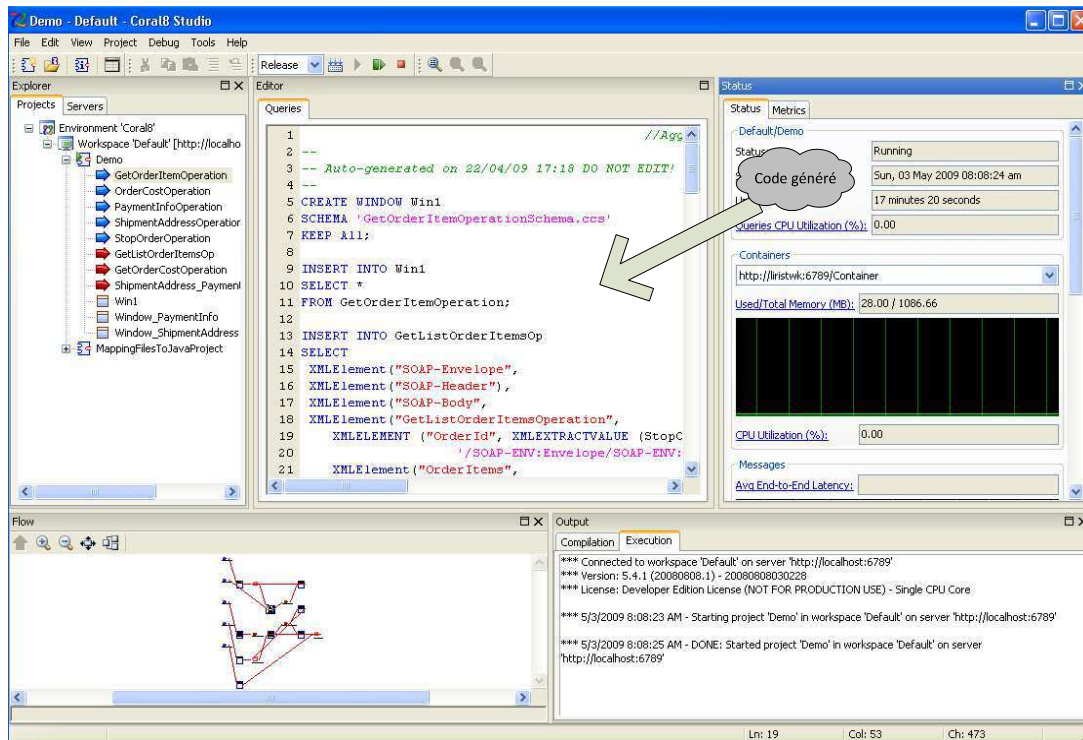 Demo - Default - Coral8 Studio
File Edit View Project Debug Tools Help
Release
Explorer
Projects Servers
Environment 'Coral8'
Workspace 'Default' [http://localho
Demo
GetOrderItemOperation
OrderCostOperation
PaymentInfoOperation
ShipmentAddressOperation
StopOrderOperation
GetListOrderItemsOp
GetOrderCostOperation
ShipmentAddress_Payment
Win1
Window_PaymentInfo
Window_ShipmentAddress
MappingFilesToJavaProject
Editor
Queries
1 //Agg
2 --
3 -- Auto-generated on 22/04/09 17:18 DO NOT EDIT!
4 --
5 CREATE WINDOW Win1
6 SCHEMA 'GetOrderItemOperationSchema.ccs'
7 KEEP All;
8
9 INSERT INTO Win1
10 SELECT *
11 FROM GetOrderItemOperation;
12
13 INSERT INTO GetListOrderItemsOp
14 SELECT
15 XMLElement("SOAP-Envelope",
16 XMLElement("SOAP-Header"),
17 XMLElement("SOAP-Body",
18 XMLElement("GetListOrderItemsOperation",
19 XMLELEMENT ("OrderId", XMLEXTRACTVALUE (StopO
20 '/SOAP-ENV:Envelope/SOAP-ENV:
21 XMLElement("OrderItems",
Code généré
Status
Status Metrics
Default/Demo
Status Running
Sun, 03 May 2009 08:08:24 am
17 minutes 20 seconds
Queries CPU Utilization (%): 0.00
Containers
http://liristwk:6789/Container
Used/Total Memory (MB): 28.00 / 1086.66
CPU Utilization (%): 0.00
Messages
Avg End-to-End Latency:
Flow
Output
Compilation Execution
*** Connected to workspace 'Default' on server 'http://localhost:6789'
*** Version: 5.4.1 (20080808.1) - 20080808030228
*** License: Developer Edition License (NOT FOR PRODUCTION USE) - Single CPU Core
*** 5/3/2009 8:08:23 AM - Starting project 'Demo' in workspace 'Default' on server 'http://localhost:6789'
*** 5/3/2009 8:08:25 AM - DONE: Started project 'Demo' in workspace 'Default' on server
'http://localhost:6789'
Ln: 19 Col: 53 Ch: 473